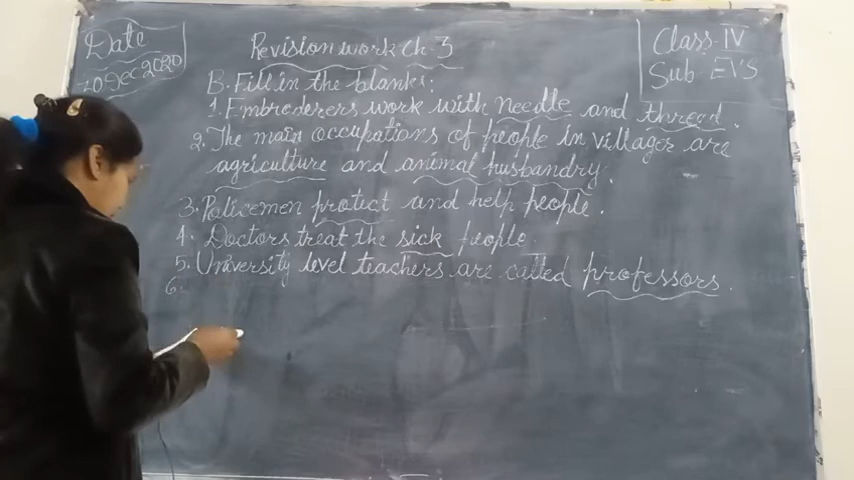 Date
10 Dec 2020
Revision work Ch-3
Class-IV
Sub-EVS
B. Fill in the blanks:
1. Embroderers work with needle and thread.
2. The main occupations of people in villages are
agriculture and animal husbandry.
3. Policemen protect and help people.
4. Doctors treat the sick people.
5. University level teachers are called professors.
6.